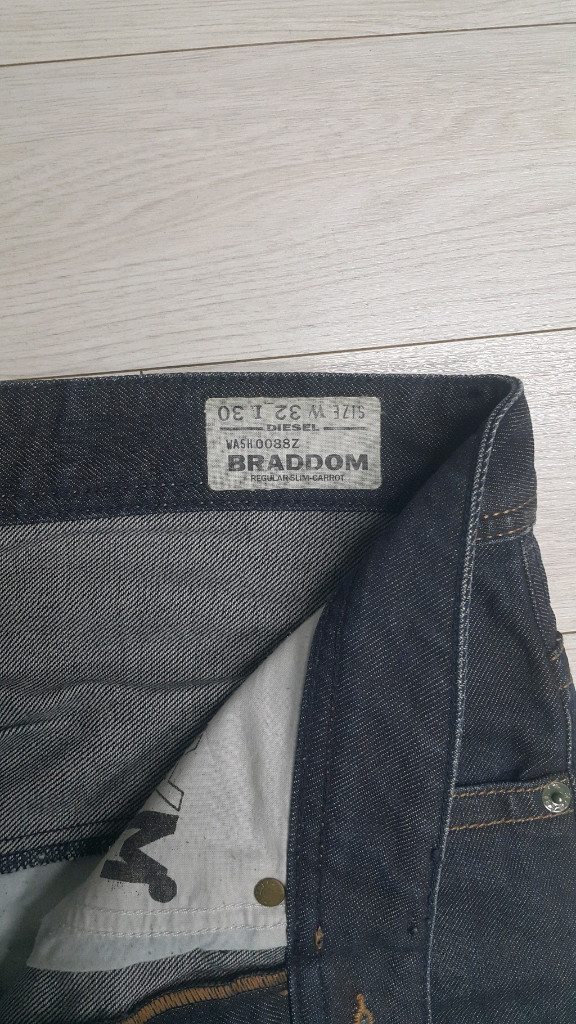 SIZE W 32 L 30
DIESEL
WASH.0088Z
BRADDOM
REGULAR SLIM-CARROT